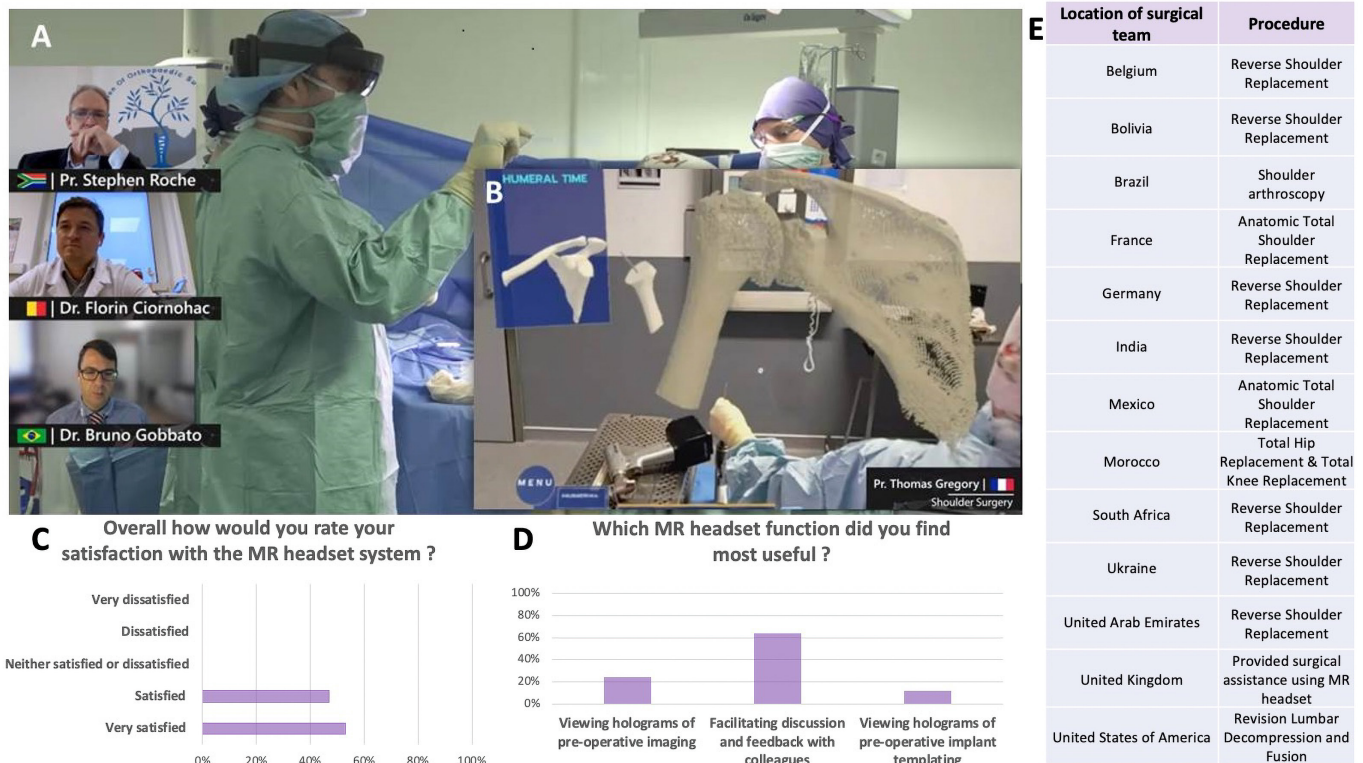 A
Of Orthopaedic Su
| Pr. Stephen Roche
| Dr. Florin Ciornohac
| Dr. Bruno Gobbato
B
HUMERAL TIME
MENU
Pr. Thomas Gregory |
Shoulder Surgery
C
Overall how would you rate your
satisfaction with the MR headset system ?
Very dissatisfied
Dissatisfied
Neither satisfied or dissatisfied
Satisfied
Very satisfied
0% 20% 40% 60% 80% 100%
D
Which MR headset function did you find
most useful ?
100%
80%
60%
40%
20%
0%
Viewing holograms of
pre-operative imaging
Facilitating discussion
and feedback with
colleagues
Viewing holograms of
pre-operative implant
templating
E
Location of surgical
team
Procedure
Belgium
Reverse Shoulder
Replacement
Bolivia
Reverse Shoulder
Replacement
Brazil
Shoulder
arthroscopy
France
Anatomic Total
Shoulder
Replacement
Germany
Reverse Shoulder
Replacement
India
Reverse Shoulder
Replacement
Mexico
Anatomic Total
Shoulder
Replacement
Morocco
Total Hip
Replacement & Total
Knee Replacement
South Africa
Reverse Shoulder
Replacement
Ukraine
Reverse Shoulder
Replacement
United Arab Emirates
Reverse Shoulder
Replacement
United Kingdom
Provided surgical
assistance using MR
headset
United States of America
Revision Lumbar
Decompression and
Fusion